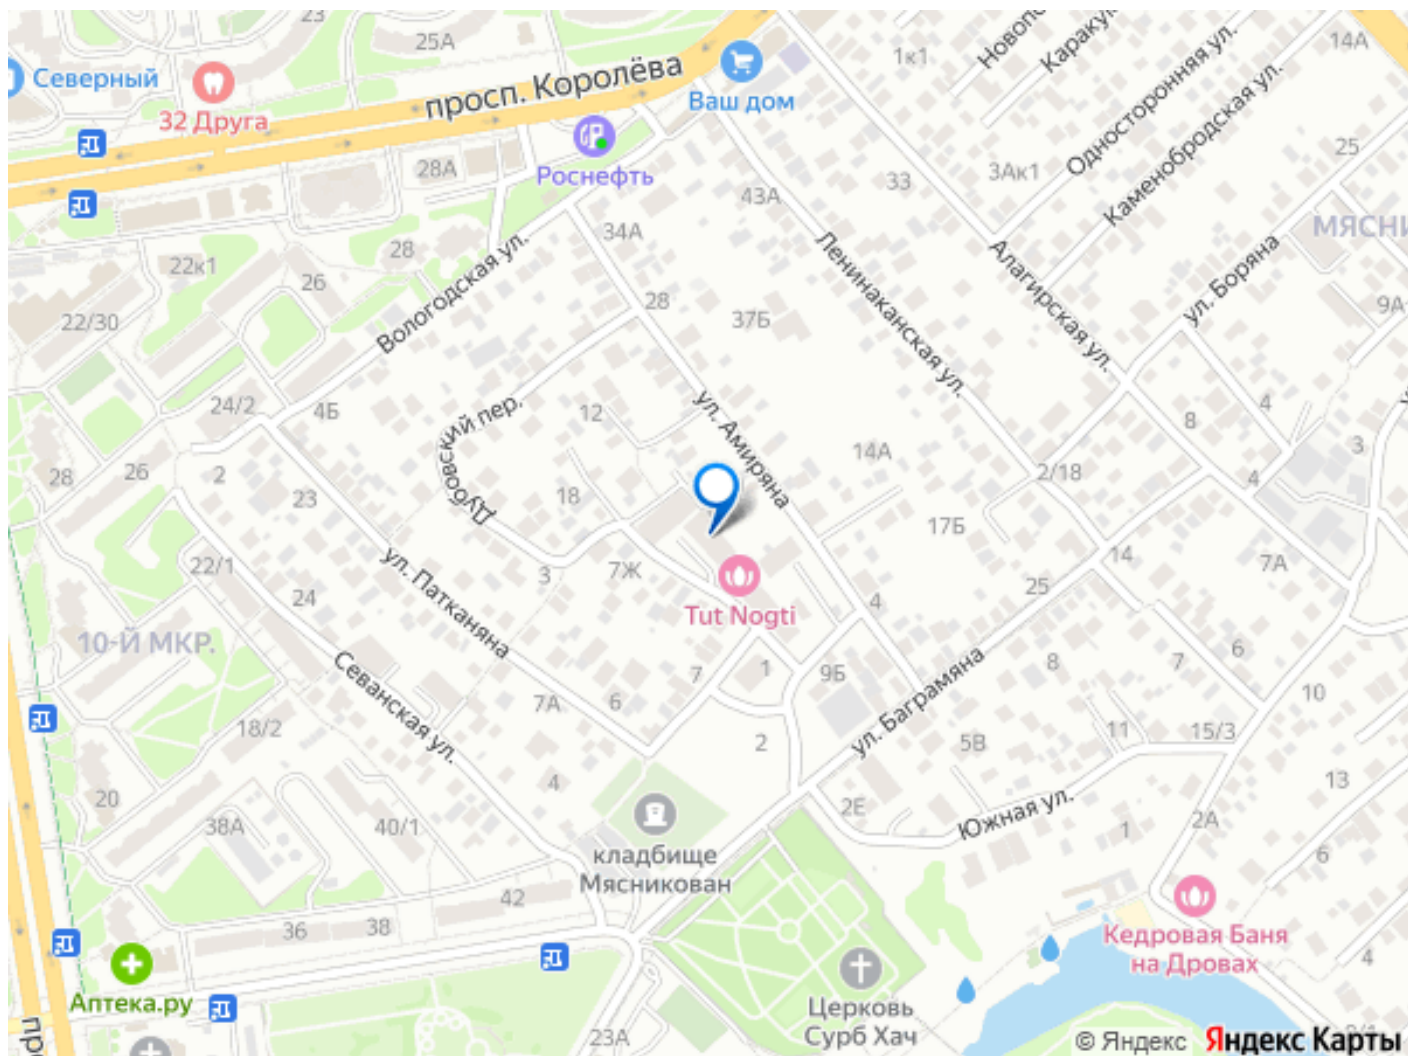 23
25А
Северный
32 Друга
просп. Королёва
Ваш дом
1к1
14А
Односторонняя ул.
Каменобродская ул.
Роснефть
28А
33
3Ак1
25
43А
34А
22к1
28
26
Вологодская ул.
Ленинаканская ул.
Алагирская ул.
ул. Боряна
22/30
28
37Б
24/2
4Б
Дубовский пер.
12
ул. Амиряна
8
4
3
28
26
2
23
18
14А
2/18
4
17Б
22/1
ул. Патканяна
3
7Ж
14
7А
24
Tut Nogti
25
4
10-Й МКР.
Севанская ул.
7
1
9Б
8
7
6
7А
6
ул. Баграмяна
10
18/2
2
5В
11
15/3
4
13
20
38А
40/1
2Е
Южная ул.
1
2А
6
кладбище
Мясникован
42
36
38
Кедровая Баня
на Дровах
4
Аптека.ру
Церковь
Сурб Хач
23А
© Яндекс Яндекс Карты